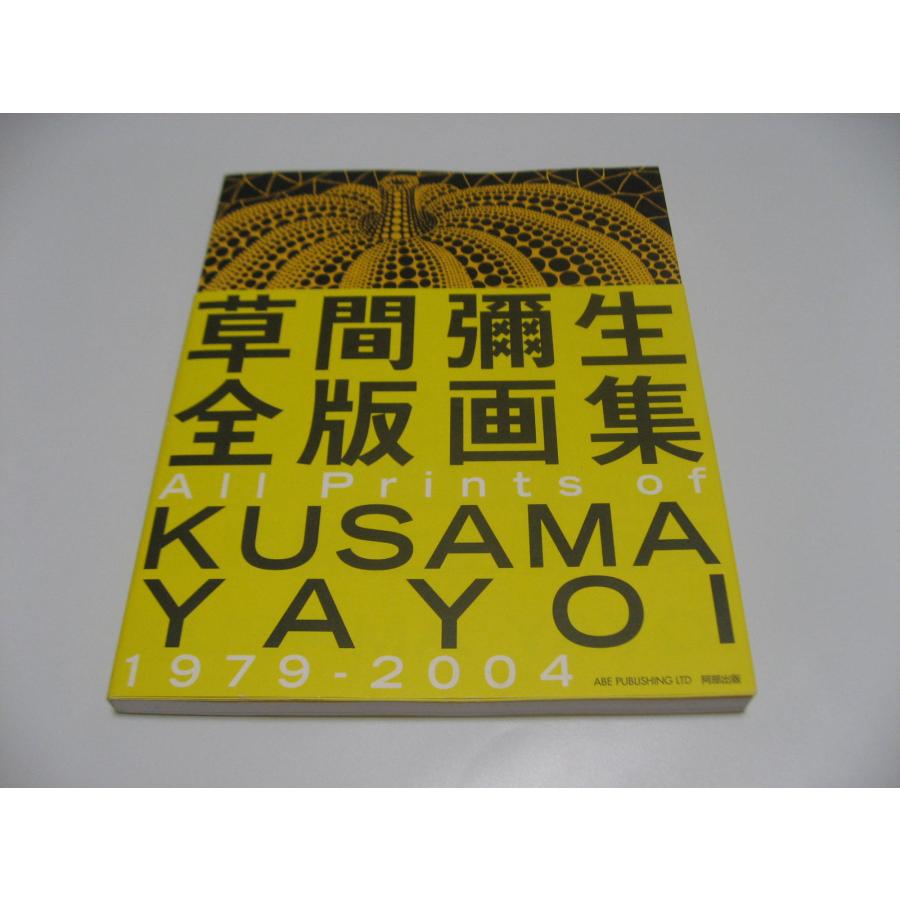 草間彌生
全版画集
All Prints of
KUSAMA
YAYOI
1979-2004
ABE PUBLISHING LTD 阿部出版